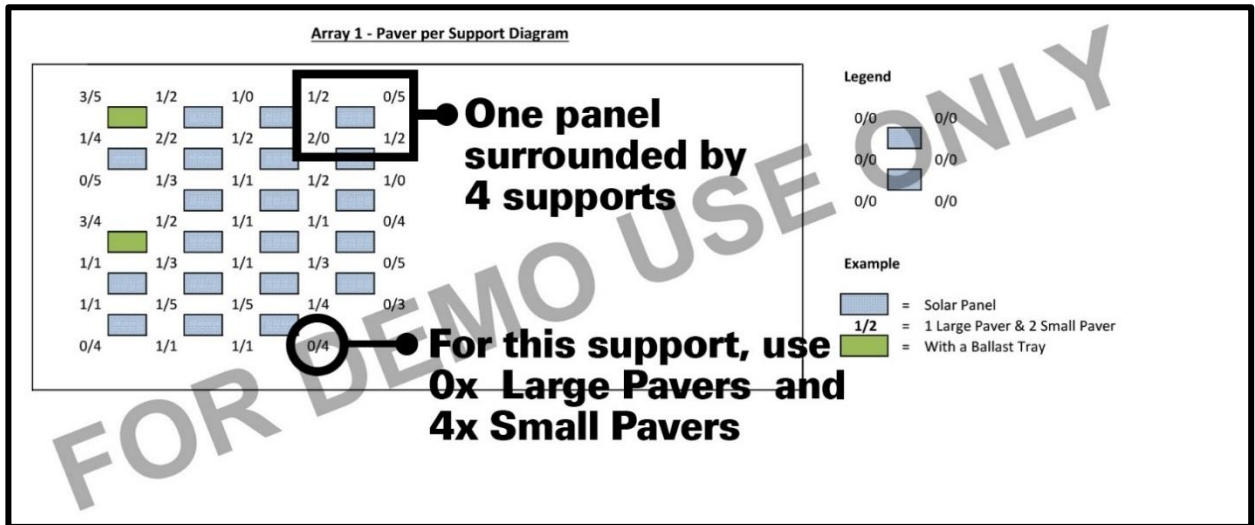 Array 1 - Paver per Support Diagram
3/5 1/2 1/0 1/2 0/5
1/4 2/2 1/2 2/0 1/2
0/5 1/3 1/1 1/2 1/0
3/4 1/2 1/1 1/1 0/4
1/1 1/3 1/1 1/3 0/5
1/1 1/5 1/5 1/4 0/3
0/4 1/1 1/1 0/4
One panel
surrounded by
4 supports
For this support, use
0x Large Pavers and
4x Small Pavers
Legend
0/0 0/0
0/0 0/0
0/0 0/0
Example
= Solar Panel
1/2 = 1 Large Paver & 2 Small Paver
= With a Ballast Tray
FOR DEMO USE ONLY